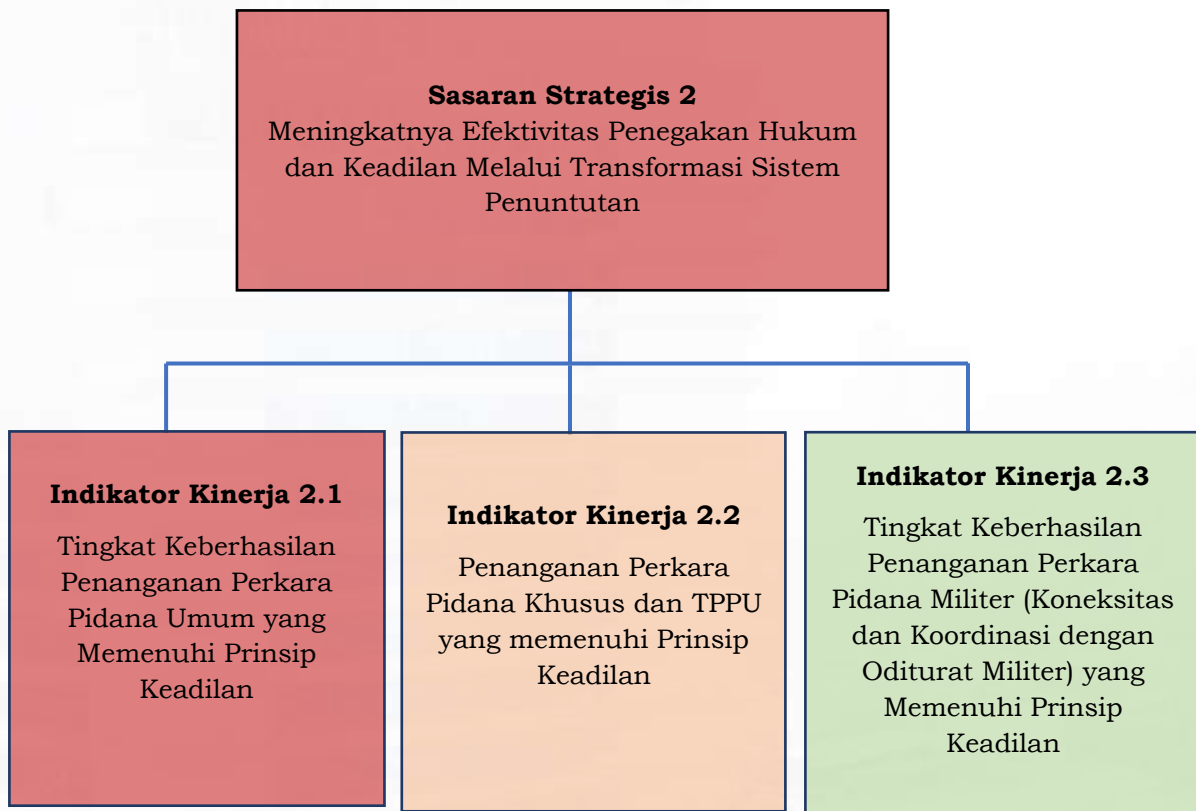 Sasaran Strategis 2
Meningkatnya Efektivitas Penegakan Hukum
dan Keadilan Melalui Transformasi Sistem
Penuntutan
Indikator Kinerja 2.1
Tingkat Keberhasilan
Penanganan Perkara
Pidana Umum yang
Memenuhi Prinsip
Keadilan
Indikator Kinerja 2.2
Penanganan Perkara
Pidana Khusus dan TPPU
yang memenuhi Prinsip
Keadilan
Indikator Kinerja 2.3
Tingkat Keberhasilan
Penanganan Perkara
Pidana Militer (Koneksitas
dan Koordinasi dengan
Oditurat Militer) yang
Memenuhi Prinsip
Keadilan